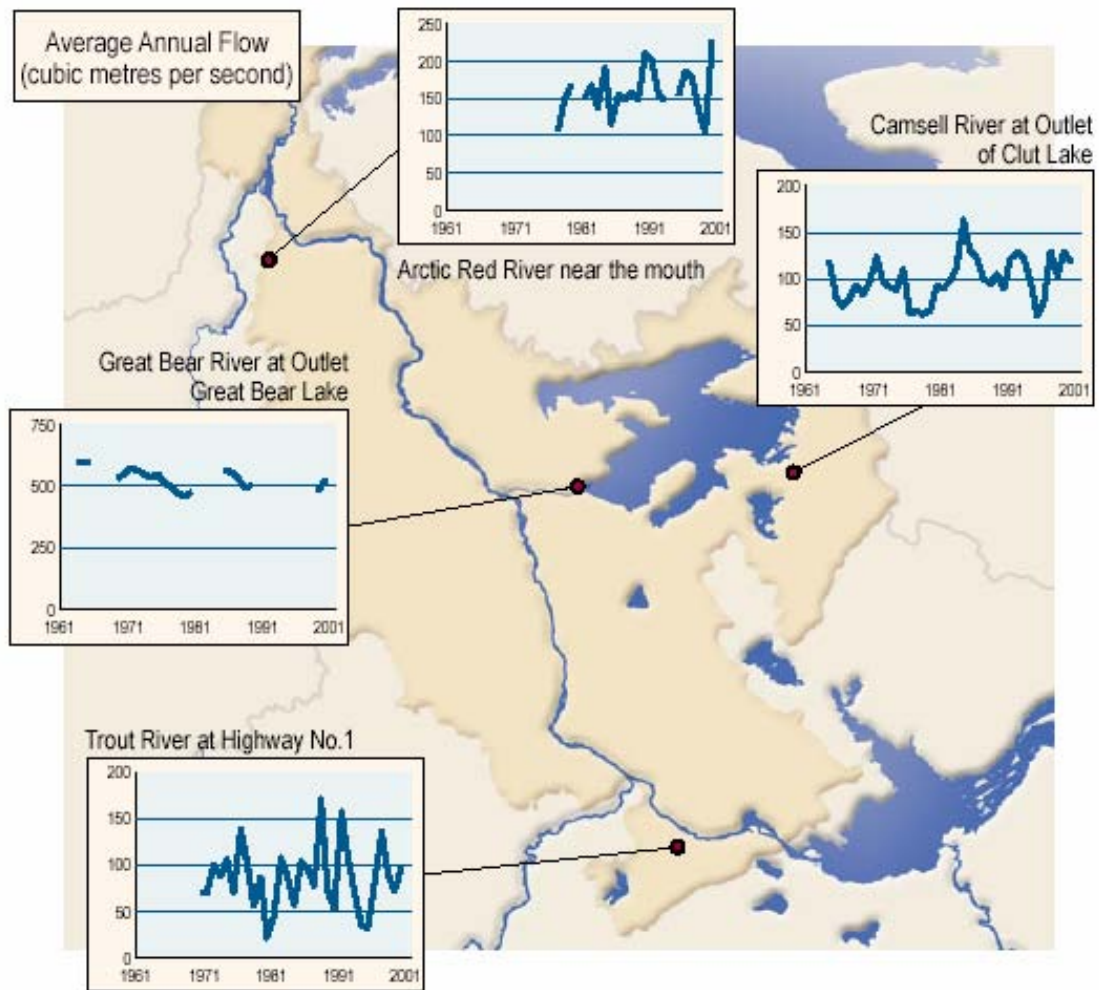 Average Annual Flow
(cubic metres per second)
250
200
150
100
50
0
1961 1971 1981 1991 2001
Arctic Red River near the mouth
Camsell River at Outlet
of Clut Lake
200
150
100
50
0
1961 1971 1981 1991 2001
Great Bear River at Outlet
Great Bear Lake
750
500
250
0
1961 1971 1981 1991 2001
Trout River at Highway No.1
200
150
100
50
0
1961 1971 1981 1991 2001